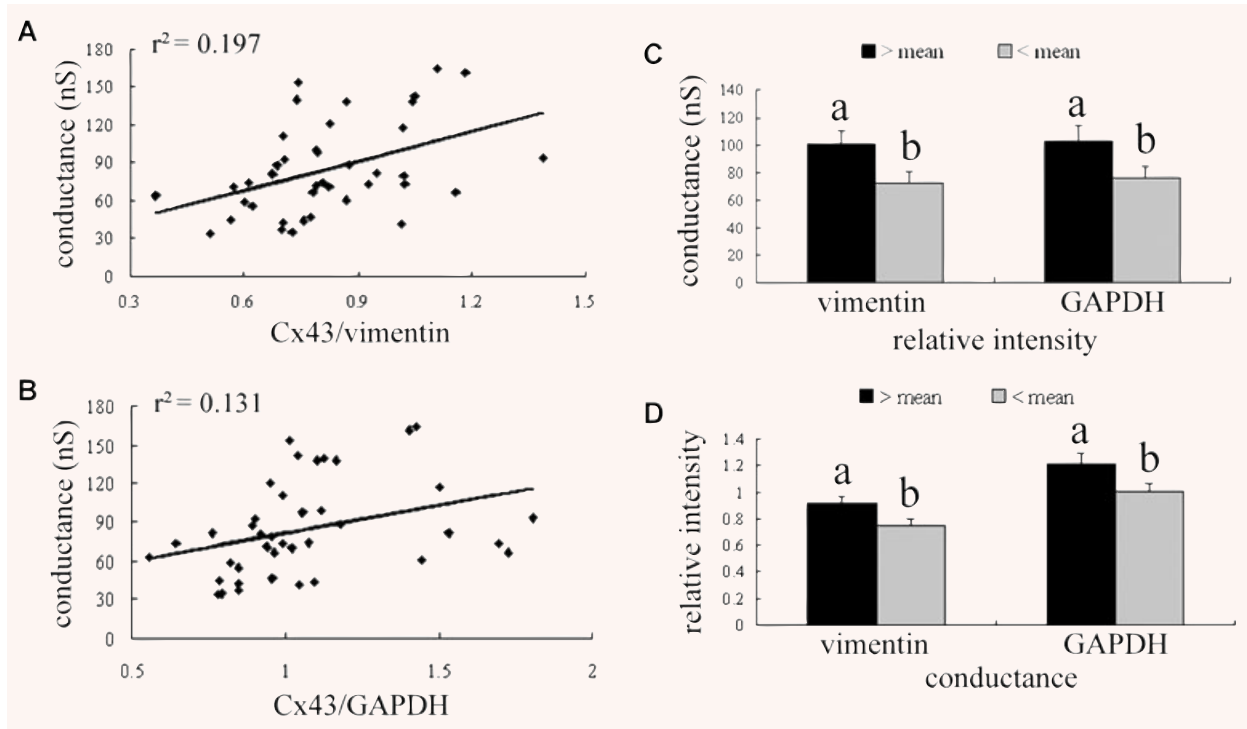 A
r² = 0.197
conductance (nS)
180
150
120
90
60
30
0
0.3 0.6 0.9 1.2 1.5
Cx43/vimentin
B
r² = 0.131
conductance (nS)
180
150
120
90
60
30
0
0.5 1 1.5 2
Cx43/GAPDH
C
> mean < mean
conductance (nS)
140
120
100
80
60
40
20
0
a b a b
vimentin GAPDH
relative intensity
D
> mean < mean
relative intensity
1.4
1.2
1
0.8
0.6
0.4
0.2
0
a b a b
vimentin GAPDH
conductance